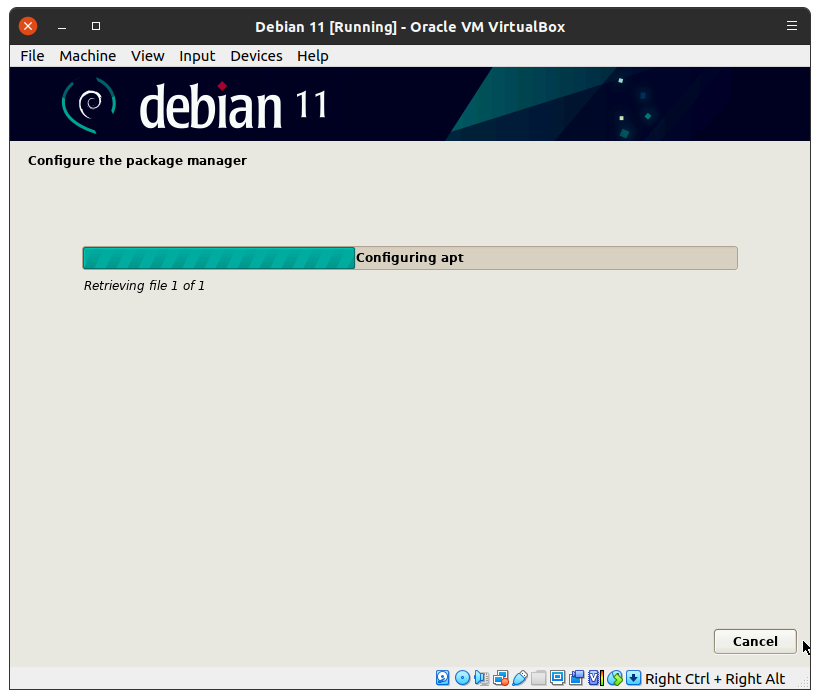 Debian 11 [Running] - Oracle VM VirtualBox
File Machine View Input Devices Help
debian 11
Configure the package manager
Configuring apt
Retrieving file 1 of 1
Cancel
Right Ctrl + Right Alt